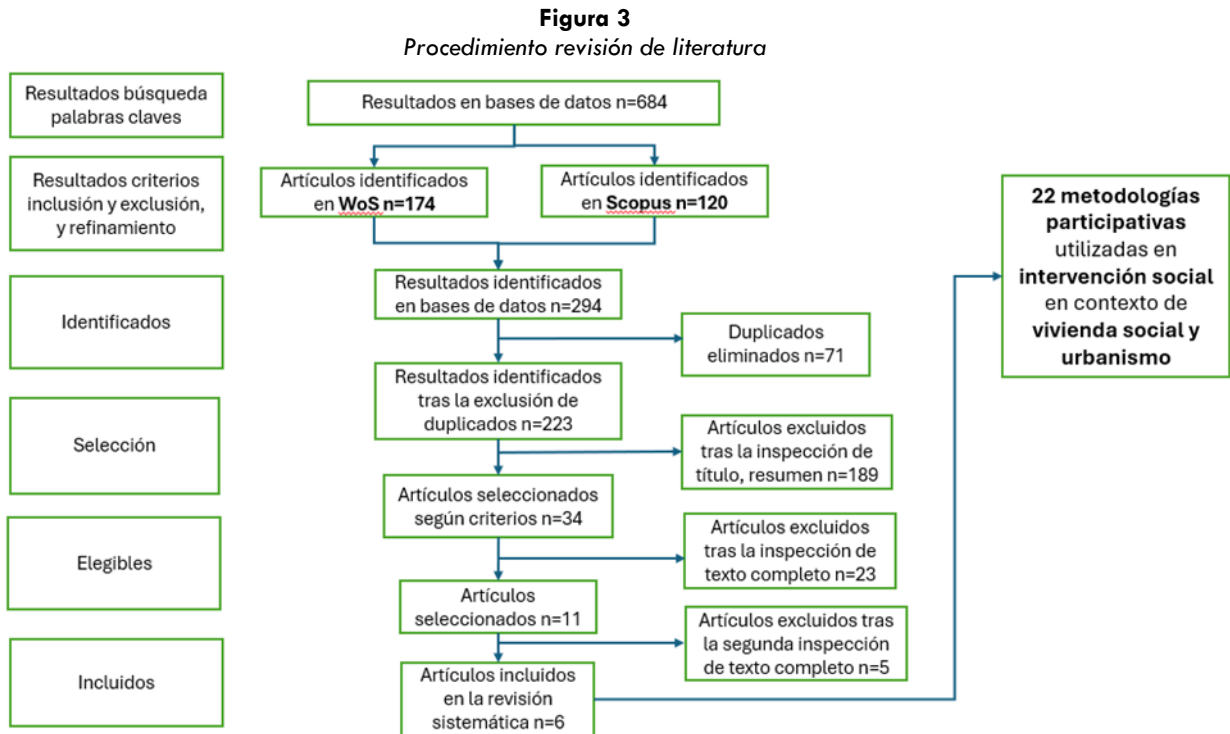 Figura 3
Procedimiento revisión de literatura
Resultados búsqueda
palabras claves
Resultados en bases de datos n=684
Resultados criterios
inclusión y exclusión,
y refinamiento
Artículos identificados
en WoS n=174
Artículos identificados
en Scopus n=120
22 metodologías
participativas
utilizadas en
intervención social
en contexto de
vivienda social y
urbanismo
Identificados
Resultados identificados
en bases de datos n=294
Duplicados
eliminados n=71
Selección
Resultados identificados
tras la exclusión de
duplicados n=223
Artículos excluidos
tras la inspección de
título, resumen n=189
Artículos seleccionados
según criterios n=34
Elegibles
Artículos excluidos
tras la inspección de
texto completo n=23
Artículos
seleccionados n=11
Artículos excluidos tras
la segunda inspección
de texto completo n=5
Incluidos
Artículos incluidos
en la revisión
sistemática n=6